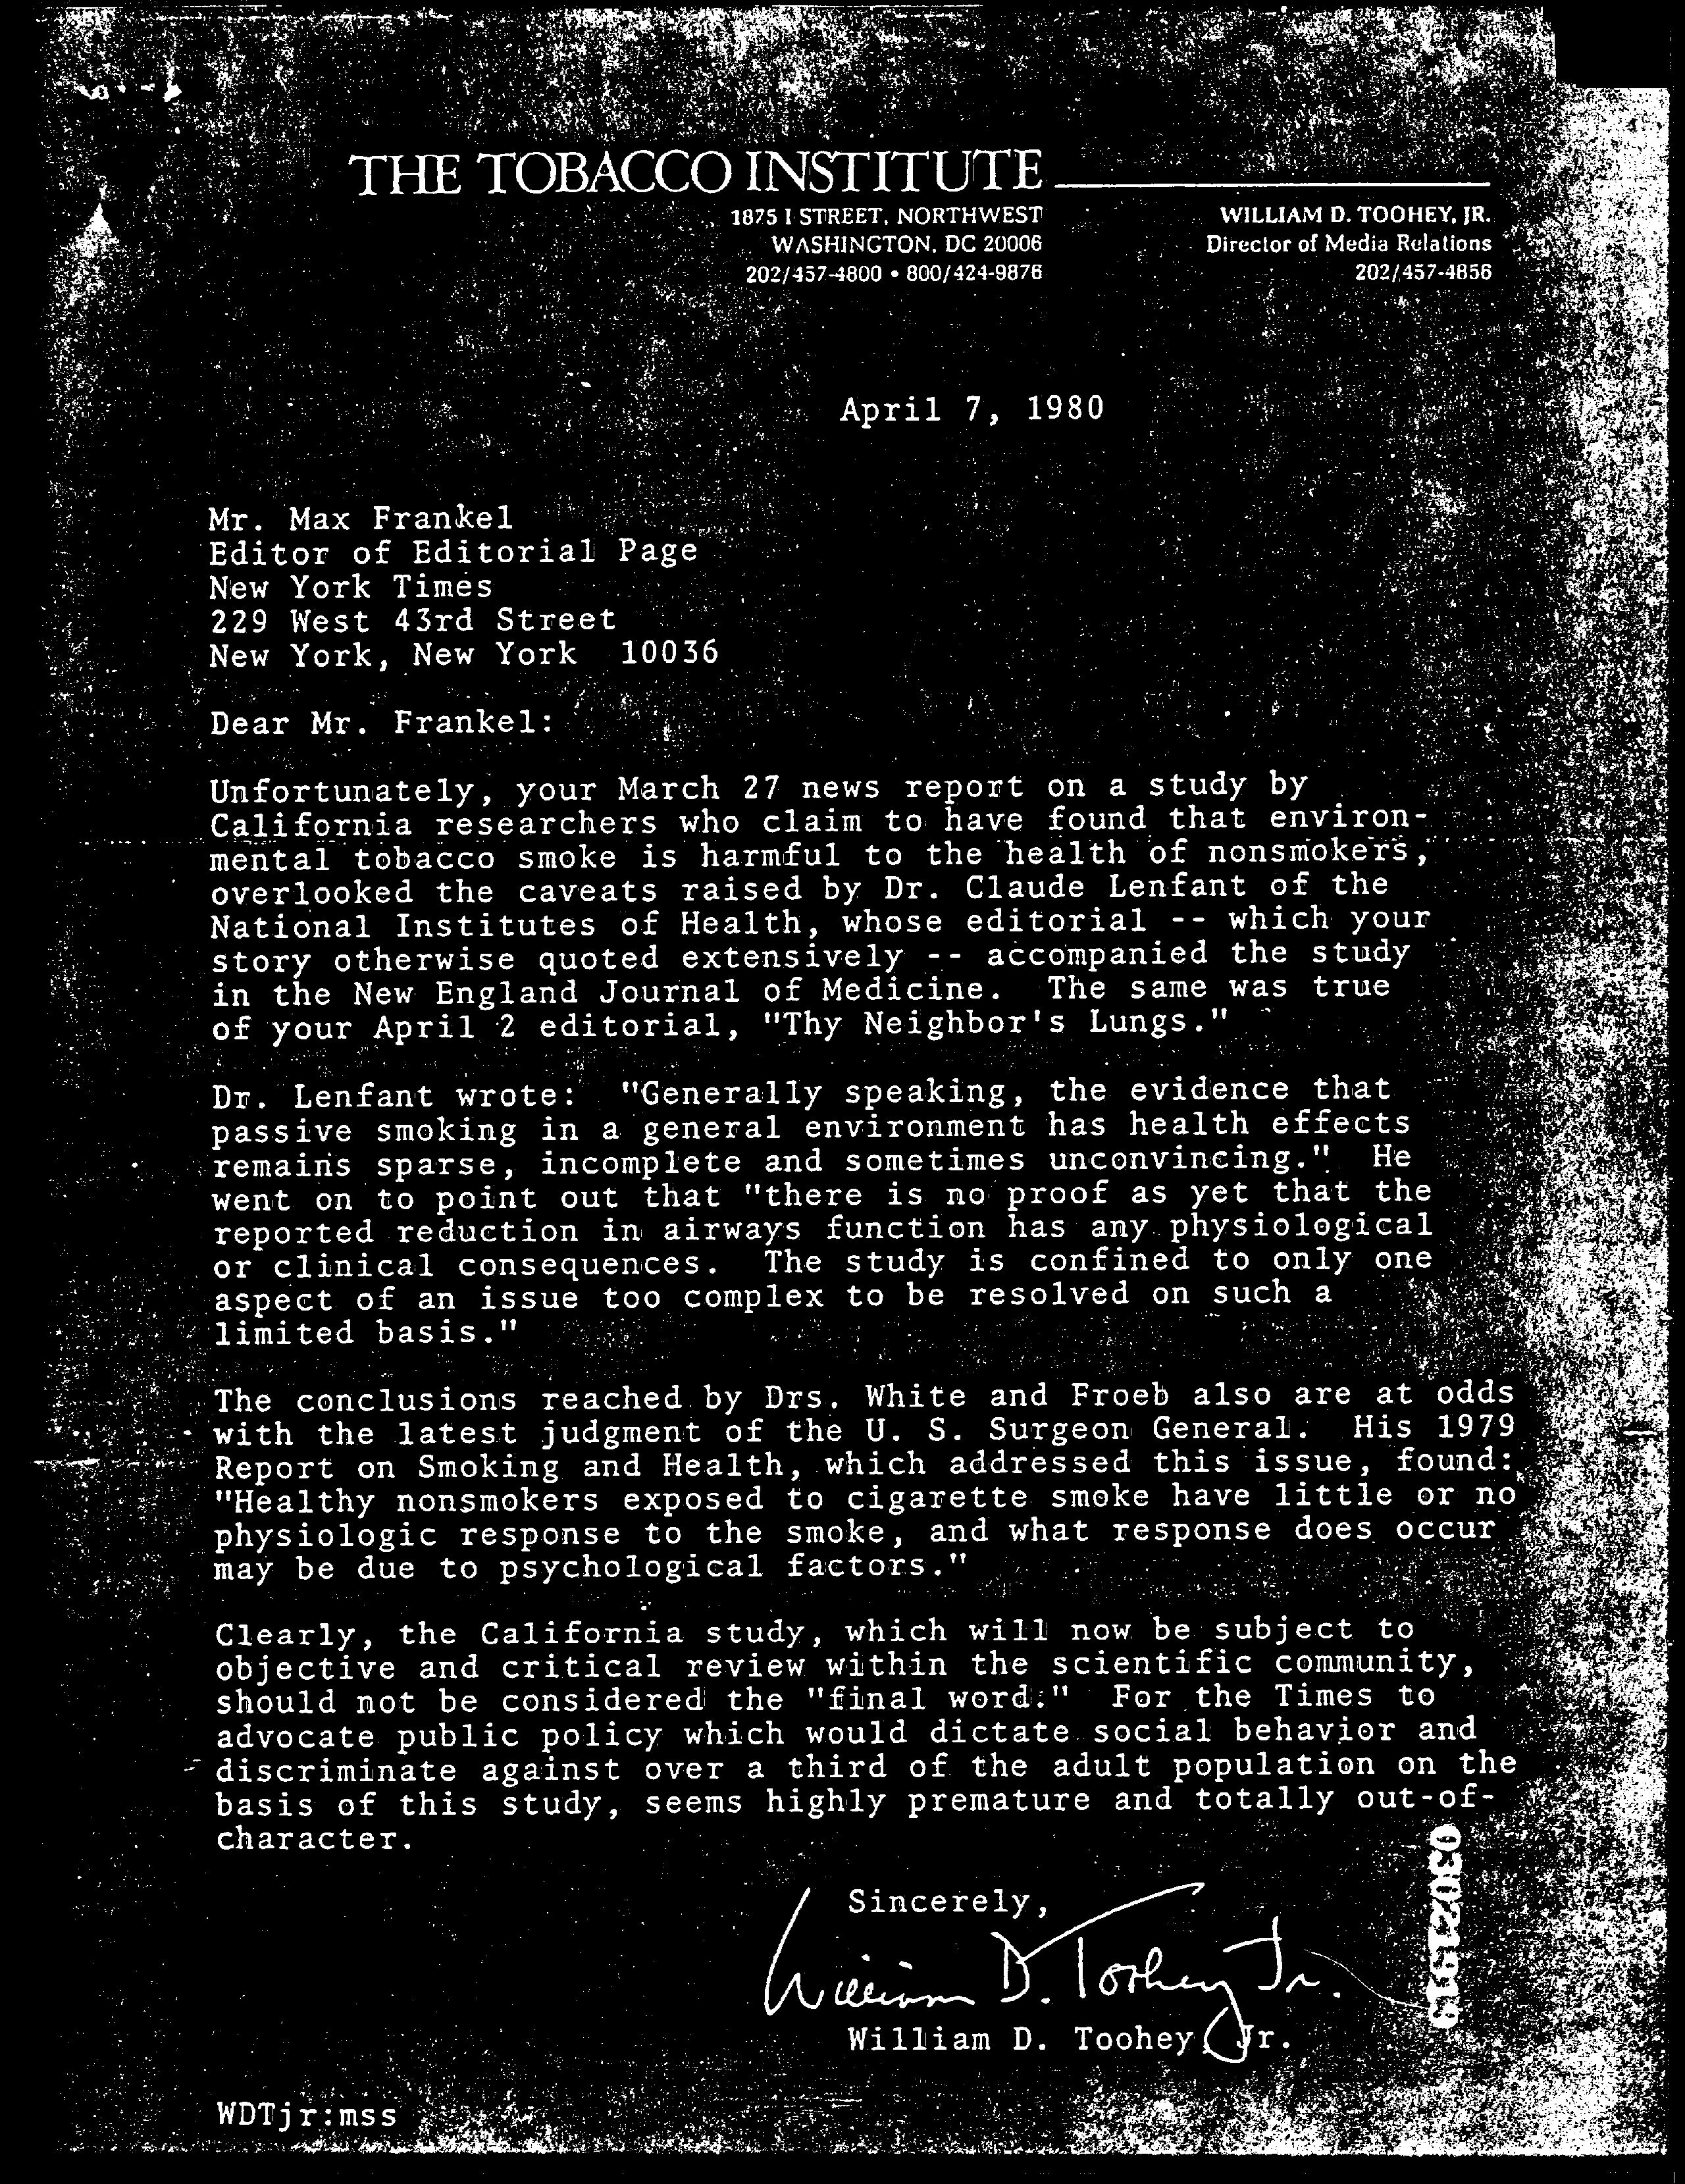 THE TOBACCO INSTITUTE
1875 I STREET, NORTHWEST
WASHINGTON, DC 20006
202/457-4800 • 800/424-9876
WILLIAM D. TOOHEY, JR.
Director of Media Relations
202/457-4856
April 7, 1980
Mr. Max Frankel
Editor of Editorial Page
New York Times
229 West 43rd Street
New York, New York 10036
Dear Mr. Frankel:
Unfortunately, your March 27 news report on a study by
California researchers who claim to have found that environ-
mental tobacco smoke is harmful to the health of nonsmokers,
overlooked the caveats raised by Dr. Claude Lenfant of the
National Institutes of Health, whose editorial -- which your
story otherwise quoted extensively -- accompanied the study
in the New England Journal of Medicine. The same was true
of your April 2 editorial, "Thy Neighbor's Lungs."
Dr. Lenfant wrote: "Generally speaking, the evidence that
passive smoking in a general environment has health effects
remains sparse, incomplete and sometimes unconvincing." He
went on to point out that "there is no proof as yet that the
reported reduction in airways function has any physiological
or clinical consequences. The study is confined to only one
aspect of an issue too complex to be resolved on such a
limited basis."
The conclusions reached by Drs. White and Froeb also are at odds
with the latest judgment of the U. S. Surgeon General. His 1979
Report on Smoking and Health, which addressed this issue, found:
"Healthy nonsmokers exposed to cigarette smoke have little or no
physiologic response to the smoke, and what response does occur
may be due to psychological factors."
Clearly, the California study, which will now be subject to
objective and critical review within the scientific community,
should not be considered the "final word." For the Times to
advocate public policy which would dictate social behavior and
discriminate against over a third of the adult population on the
basis of this study, seems highly premature and totally out-of-
character.
Sincerely,
William D. Toohey Jr.
William D. Toohey Jr.
WDTjr:mss